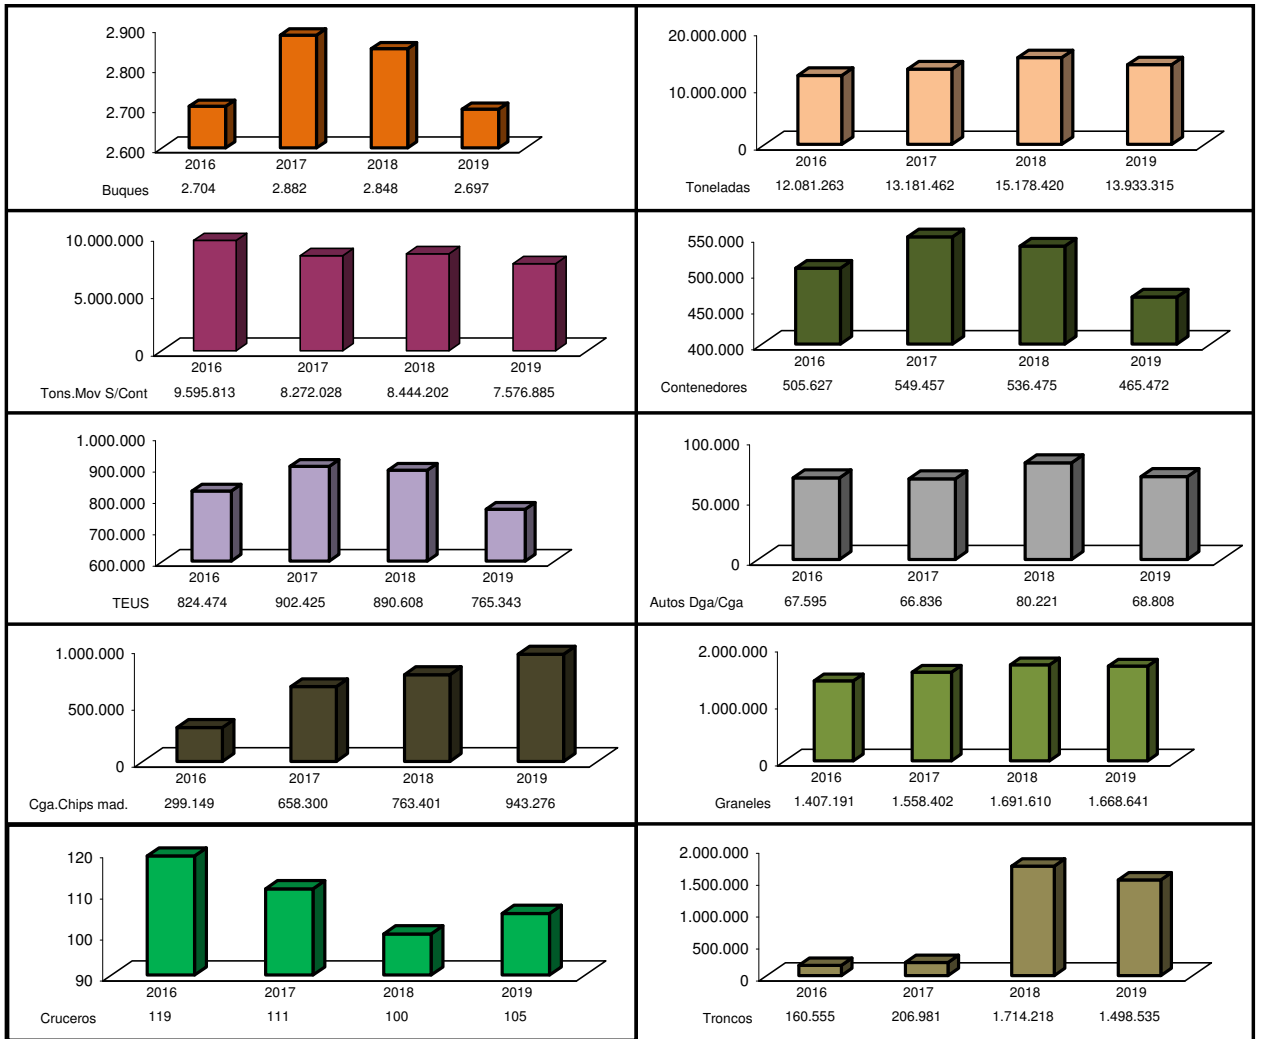 2.900
2.800
2.700
2.600
2016 2017 2018 2019
Buques 2.704 2.882 2.848 2.697
20.000.000
10.000.000
0
2016 2017 2018 2019
Toneladas 12.081.263 13.181.462 15.178.420 13.933.315
10.000.000
5.000.000
0
2016 2017 2018 2019
Tons.Mov S/Cont 9.595.813 8.272.028 8.444.202 7.576.885
550.000
500.000
450.000
400.000
2016 2017 2018 2019
Contenedores 505.627 549.457 536.475 465.472
1.000.000
900.000
800.000
700.000
600.000
2016 2017 2018 2019
TEUS 824.474 902.425 890.608 765.343
100.000
50.000
0
2016 2017 2018 2019
Autos Dga/Cga 67.595 66.836 80.221 68.808
1.000.000
500.000
0
2016 2017 2018 2019
Cga.Chips mad. 299.149 658.300 763.401 943.276
2.000.000
1.000.000
0
2016 2017 2018 2019
Graneles 1.407.191 1.558.402 1.691.610 1.668.641
120
110
100
90
2016 2017 2018 2019
Cruceros 119 111 100 105
2.000.000
1.500.000
1.000.000
500.000
0
2016 2017 2018 2019
Troncos 160.555 206.981 1.714.218 1.498.535